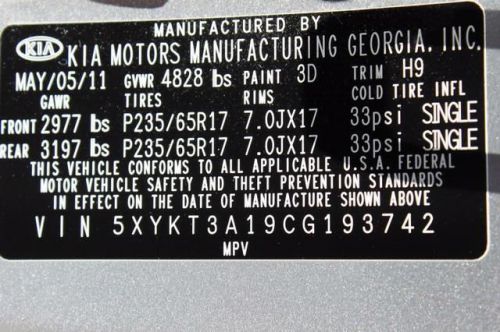 MANUFACTURED BY
KIA KIA MOTORS MANUFACTURING GEORGIA, INC.
MAY/05/11 GVWR 4828 lbs PAINT 3D TRIM H9
GAWR TIRES RIMS COLD TIRE INFL
FRONT 2977 lbs P235/65R17 7.0JX17 33psi SINGLE
REAR 3197 lbs P235/65R17 7.0JX17 33psi SINGLE
THIS VEHICLE CONFORMS TO ALL APPLICABLE U.S.A. FEDERAL
MOTOR VEHICLE SAFETY AND THEFT PREVENTION STANDARDS
IN EFFECT ON THE DATE OF MANUFACTURE SHOWN ABOVE
VIN 5XYKT3A19CG193742
MPV